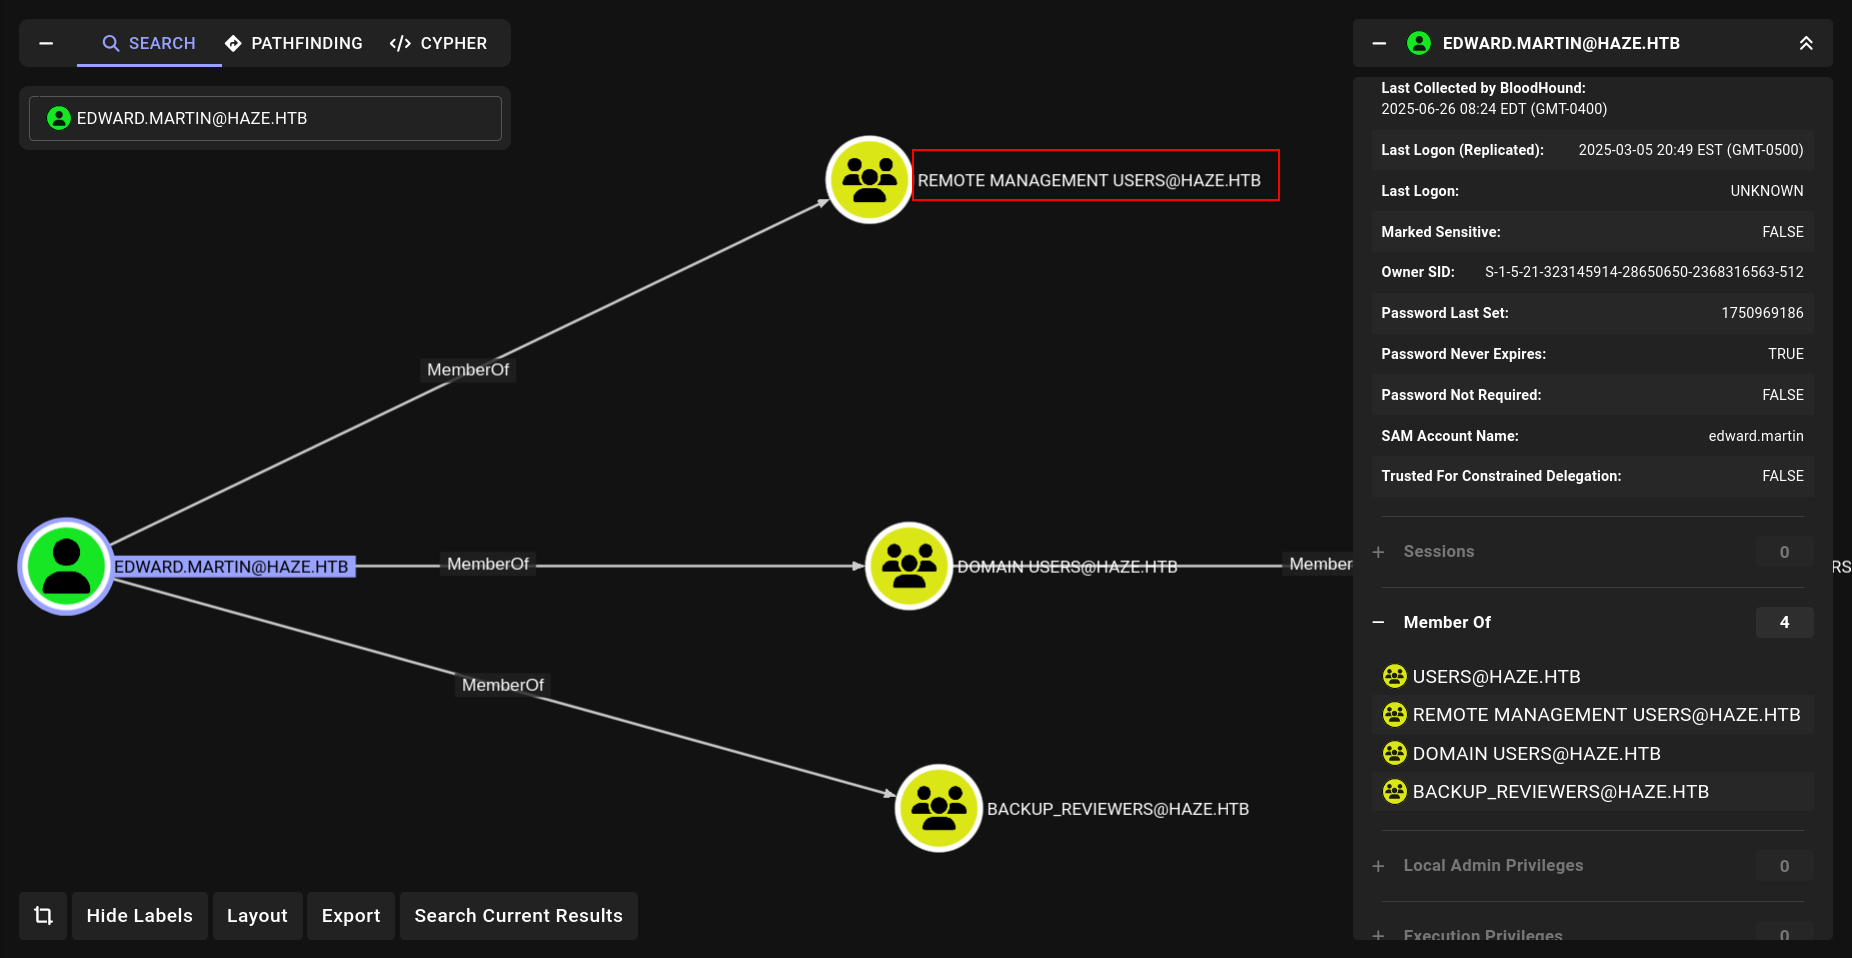 SEARCH
PATHFINDING
</> CYPHER
EDWARD.MARTIN@HAZE.HTB
REMOTE MANAGEMENT USERS@HAZE.HTB
MemberOf
EDWARD.MARTIN@HAZE.HTB
MemberOf
DOMAIN USERS@HAZE.HTB
Member
RS
MemberOf
BACKUP_REVIEWERS@HAZE.HTB
Hide Labels
Layout
Export
Search Current Results
EDWARD.MARTIN@HAZE.HTB
Last Collected by BloodHound:
2025-06-26 08:24 EDT (GMT-0400)
Last Logon (Replicated): 2025-03-05 20:49 EST (GMT-0500)
Last Logon: UNKNOWN
Marked Sensitive: FALSE
Owner SID: S-1-5-21-323145914-28650650-2368316563-512
Password Last Set: 1750969186
Password Never Expires: TRUE
Password Not Required: FALSE
SAM Account Name: edward.martin
Trusted For Constrained Delegation: FALSE
Sessions 0
Member Of 4
USERS@HAZE.HTB
REMOTE MANAGEMENT USERS@HAZE.HTB
DOMAIN USERS@HAZE.HTB
BACKUP_REVIEWERS@HAZE.HTB
Local Admin Privileges 0
Execution Privileges 0